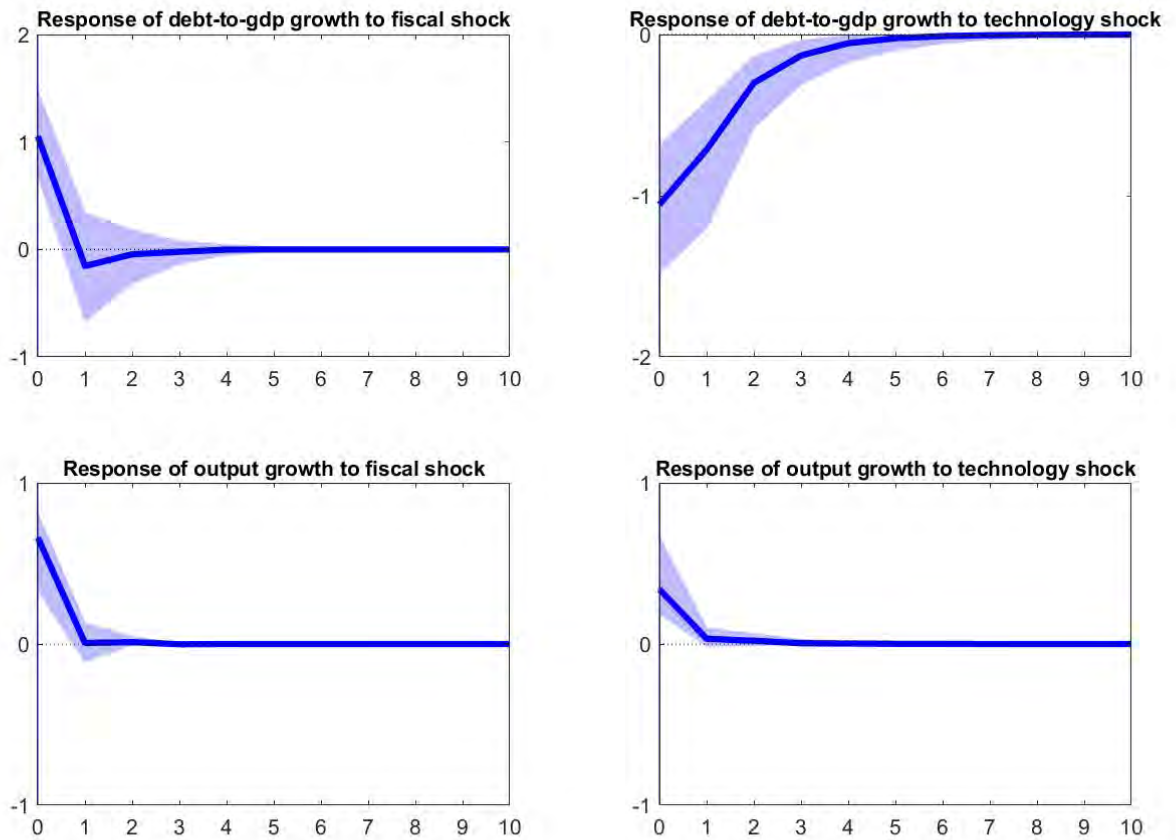 Response of debt-to-gdp growth to fiscal shock
2
1
0
-1
0 1 2 3 4 5 6 7 8 9 10
Response of debt-to-gdp growth to technology shock
0
-1
-2
0 1 2 3 4 5 6 7 8 9 10
Response of output growth to fiscal shock
1
0
-1
0 1 2 3 4 5 6 7 8 9 10
Response of output growth to technology shock
1
0
-1
0 1 2 3 4 5 6 7 8 9 10